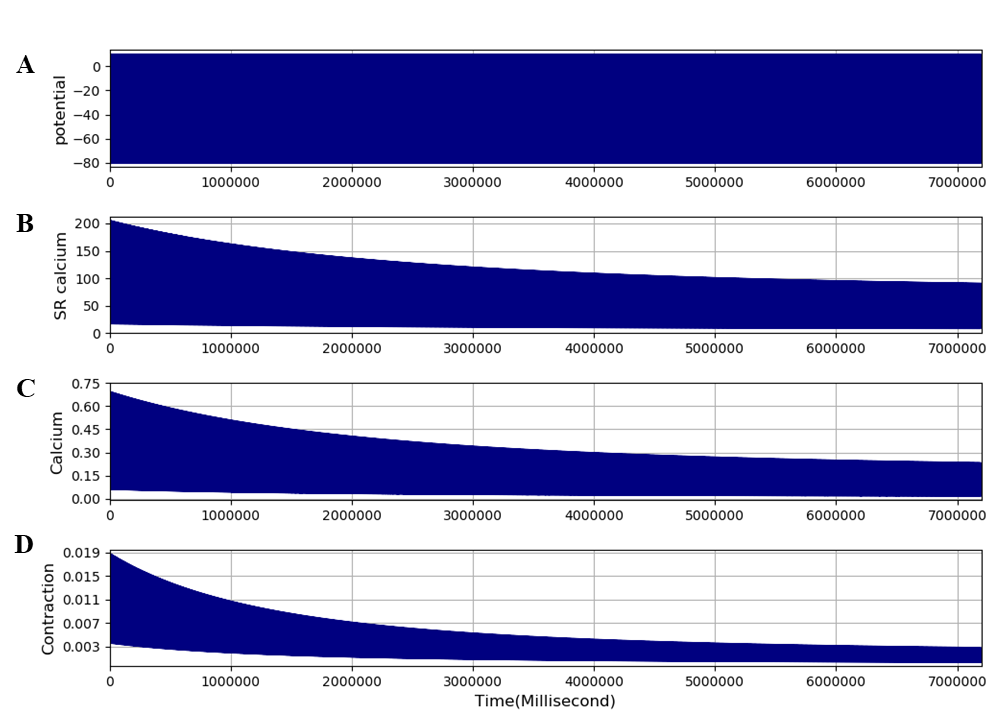 A
potential
0
−20
−40
−60
−80
0 1000000 2000000 3000000 4000000 5000000 6000000 7000000
B
SR calcium
200
150
100
50
0
0 1000000 2000000 3000000 4000000 5000000 6000000 7000000
C
Calcium
0.75
0.60
0.45
0.30
0.15
0.00
0 1000000 2000000 3000000 4000000 5000000 6000000 7000000
D
Contraction
0.019
0.015
0.011
0.007
0.003
0 1000000 2000000 3000000 4000000 5000000 6000000 7000000
Time(Millisecond)